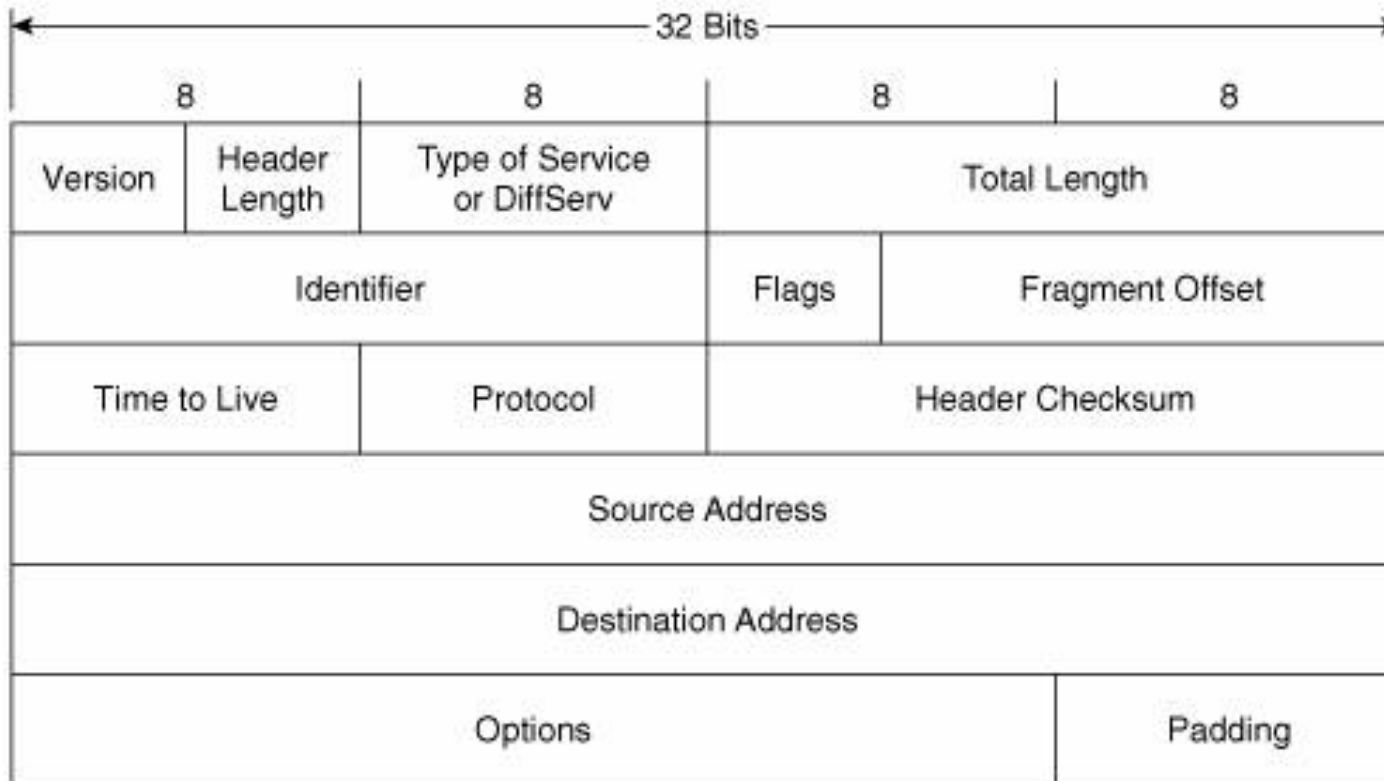 32 Bits
8 8 8 8
Version Header Length Type of Service or DiffServ Total Length
Identifier Flags Fragment Offset
Time to Live Protocol Header Checksum
Source Address
Destination Address
Options Padding